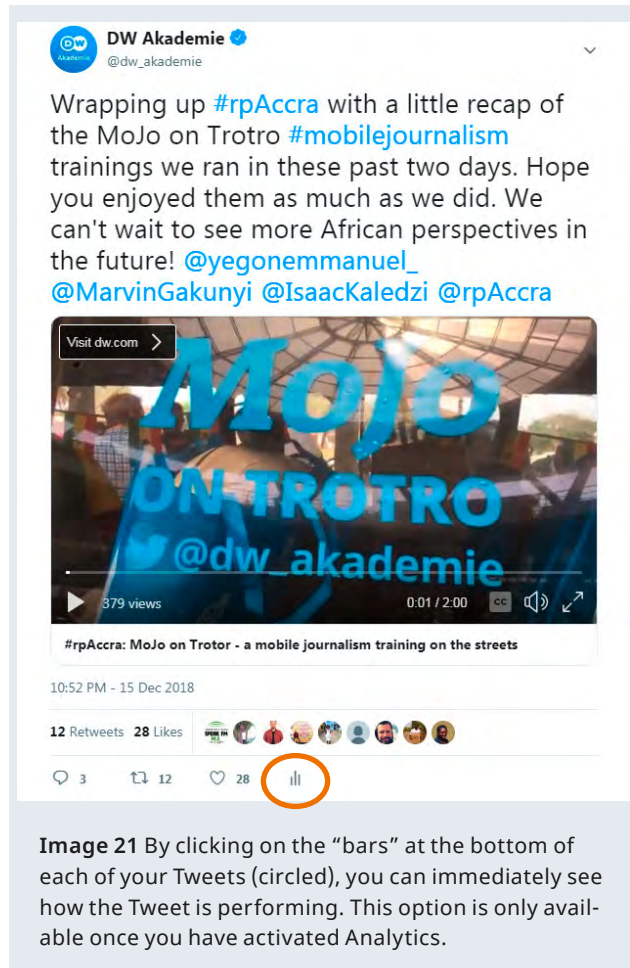 DW
Akademie
DW Akademie
@dw_akademie
Wrapping up #rpAccra with a little recap of
the MoJo on Trotro #mobilejournalism
trainings we ran in these past two days. Hope
you enjoyed them as much as we did. We
can't wait to see more African perspectives in
the future! @yegonemmanuel_
@MarvinGakunyi @IsaacKaledzi @rpAccra
Visit dw.com
MoJo
ON TROTRO
@dw_akademie
379 views 0:01 / 2:00 CC
#rpAccra: MoJo on Trotor - a mobile journalism training on the streets
10:52 PM - 15 Dec 2018
12 Retweets 28 Likes
3 12 28
Image 21 By clicking on the “bars” at the bottom of
each of your Tweets (circled), you can immediately see
how the Tweet is performing. This option is only avail-
able once you have activated Analytics.